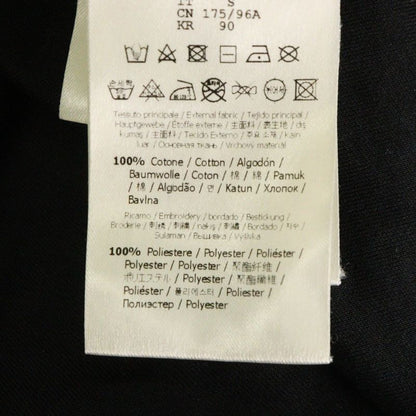 IT S
CN 175/96A
KR 90
Tessuto principale / External fabric / Tejido principal /
Hauptgewebe / Étoffe externe / 主面料 / 表生地 / dış
kumaş / Tecido Externo / 主要布料 / 겉감 / kain
luar / Основная ткань / Vrchový materiál
100% Cotone / Cotton / Algodón /
Baumwolle / Coton / 棉 / 綿 / Pamuk
/ 棉 / Algodão / 면 / Katun / Хлопок /
Bavlna
Ricamo / Embroidery / bordado / Bestickung /
Broderie / 刺绣 / 刺繍 / nakış / 刺繡 / Bordado / 자수 /
Sulaman / Вышивка / Výšivka
100% Poliestere / Polyester / Poliéster /
Polyester / Polyester / 聚酯纤维 /
ポリエステル / Polyester / 聚酯纖維 /
Poliéster / 폴리에스터 / Poliester /
Полиэстер / Polyester